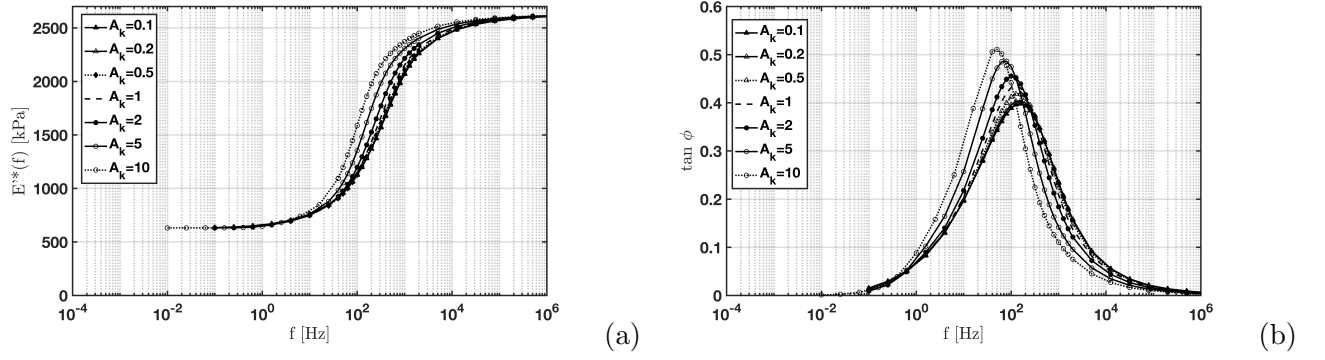 A_k=0.1
A_k=0.2
A_k=0.5
A_k=1
A_k=2
A_k=5
A_k=10
2500
2000
1500
1000
500
0
E'*(f) [kPa]
10^-4 10^-2 10^0 10^2 10^4 10^6
f [Hz]
(a)
A_k=0.1
A_k=0.2
A_k=0.5
A_k=1
A_k=2
A_k=5
A_k=10
0.6
0.5
0.4
0.3
0.2
0.1
0
tan ϕ
10^-4 10^-2 10^0 10^2 10^4 10^6
f [Hz]
(b)